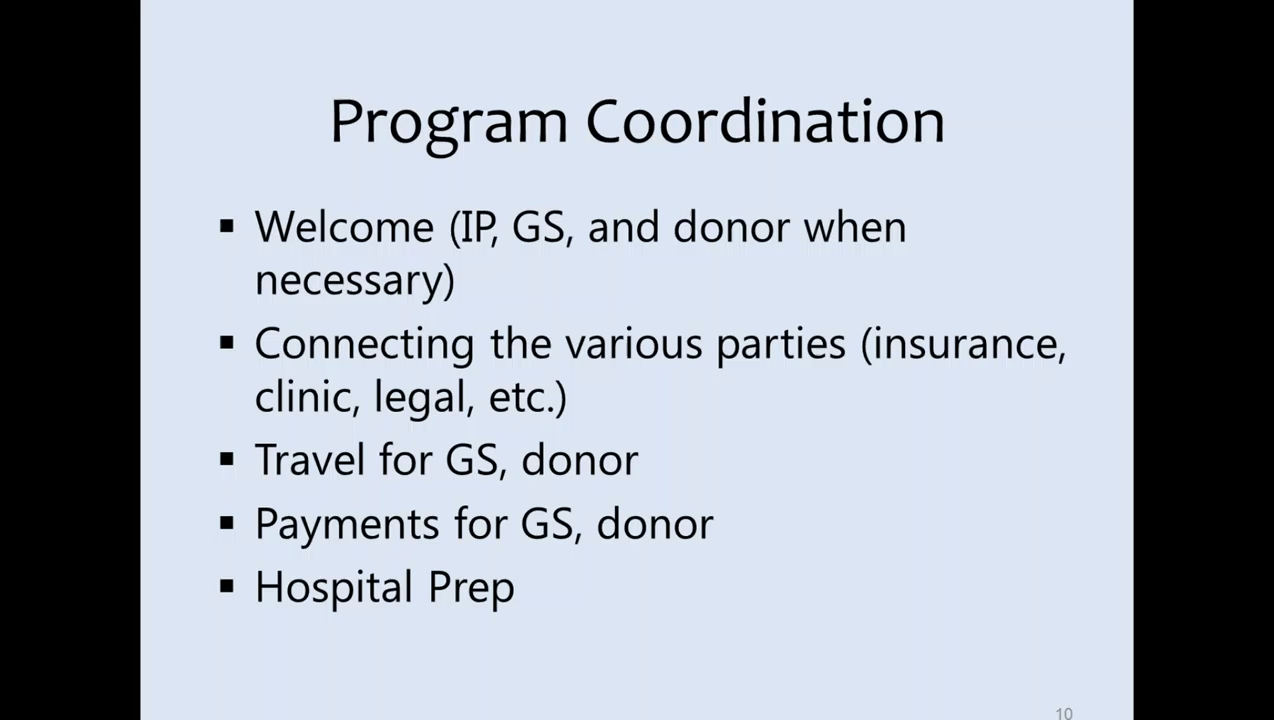 Program Coordination
▪ Welcome (IP, GS, and donor when
necessary)
▪ Connecting the various parties (insurance,
clinic, legal, etc.)
▪ Travel for GS, donor
▪ Payments for GS, donor
▪ Hospital Prep
10